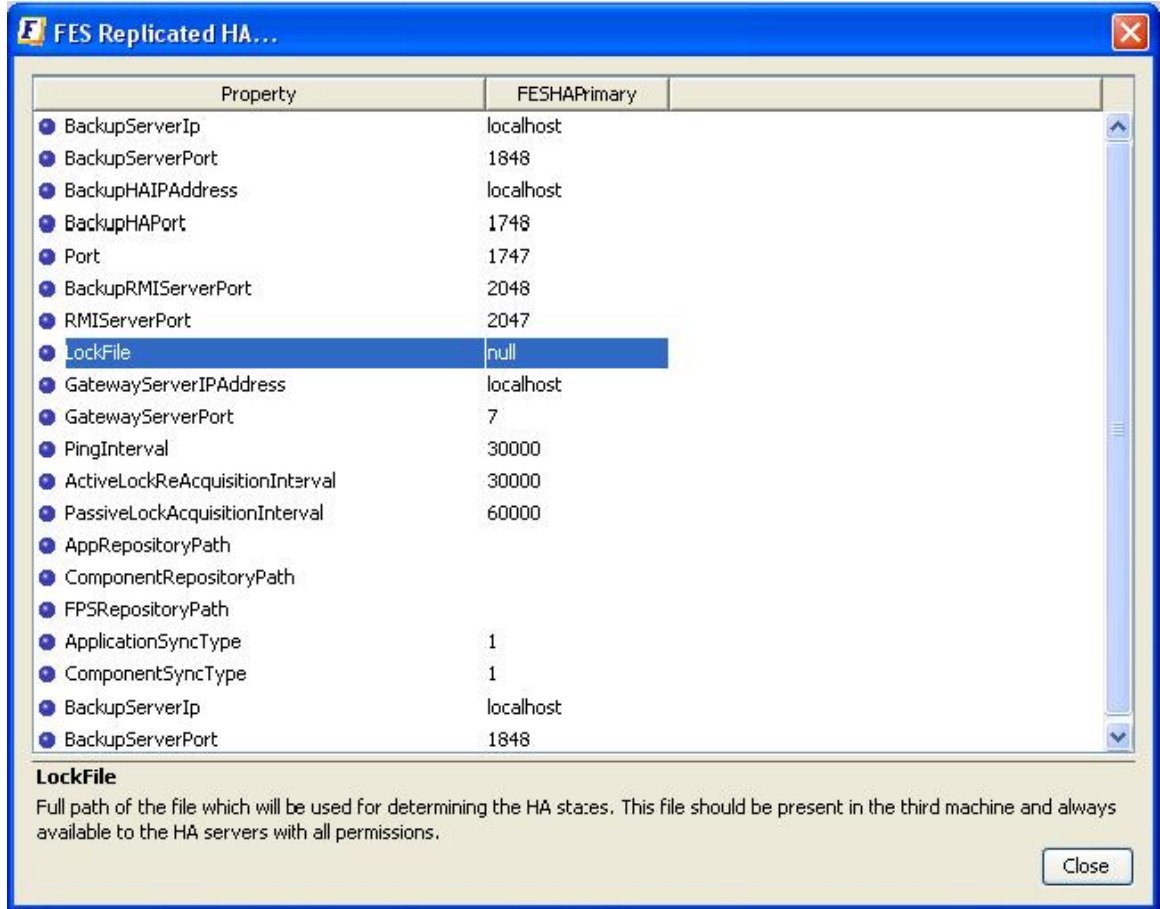 FES Replicated HA...
Property FESHAPrimary
BackupServerIp localhost
BackupServerPort 1848
BackupHAIPAddress localhost
BackupHAPort 1748
Port 1747
BackupRMIServerPort 2048
RMIServerPort 2047
LockFile null
GatewayServerIPAddress localhost
GatewayServerPort 7
PingInterval 30000
ActiveLockReAcquisitionInterval 30000
PassiveLockAcquisitionInterval 60000
AppRepositoryPath
ComponentRepositoryPath
FPSRepositoryPath
ApplicationSyncType 1
ComponentSyncType 1
BackupServerIp localhost
BackupServerPort 1848
LockFile
Full path of the file which will be used for determining the HA states. This file should be present in the third machine and always
available to the HA servers with all permissions.
Close